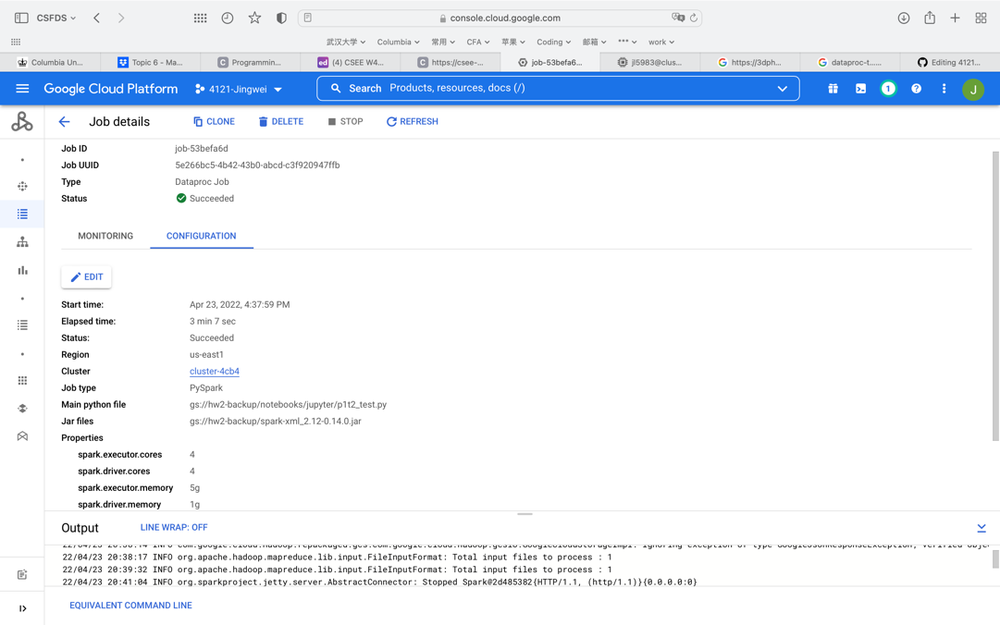 CSFDS
console.cloud.google.com
武汉大学 Columbia 常用 CFA 苹果 Coding 邮箱 *** work
Columbia Un... Topic 6 - Ma... Programmin... (4) CSEE W4... https://csee-... job-53befa6... jl5983@clus... https://3dph... dataproc-t...... Editing 4121...
Google Cloud Platform 4121-Jingwei Search Products, resources, docs (/) 1 J
Job details CLONE DELETE STOP REFRESH
Job ID job-53befa6d
Job UUID 5e266bc5-4b42-43b0-abcd-c3f920947ffb
Type Dataproc Job
Status Succeeded
MONITORING CONFIGURATION
EDIT
Start time: Apr 23, 2022, 4:37:59 PM
Elapsed time: 3 min 7 sec
Status: Succeeded
Region us-east1
Cluster cluster-4cb4
Job type PySpark
Main python file gs://hw2-backup/notebooks/jupyter/p1t2_test.py
Jar files gs://hw2-backup/spark-xml_2.12-0.14.0.jar
Properties
spark.executor.cores 4
spark.driver.cores 4
spark.executor.memory 5g
spark.driver.memory 1g
Output LINE WRAP: OFF
22/04/23 20:38:14 INFO com.google.cloud.hadoop.repackaged.gcs.com.google.cloud.hadoop.gcsio.GoogleCloudStorageImpl: Ignoring exception of type GoogleJsonResponseException; verified obje
22/04/23 20:38:17 INFO org.apache.hadoop.mapreduce.lib.input.FileInputFormat: Total input files to process : 1
22/04/23 20:39:32 INFO org.apache.hadoop.mapreduce.lib.input.FileInputFormat: Total input files to process : 1
22/04/23 20:41:04 INFO org.sparkproject.jetty.server.AbstractConnector: Stopped Spark@2d485382{HTTP/1.1, (http/1.1)}{0.0.0.0:0}
EQUIVALENT COMMAND LINE